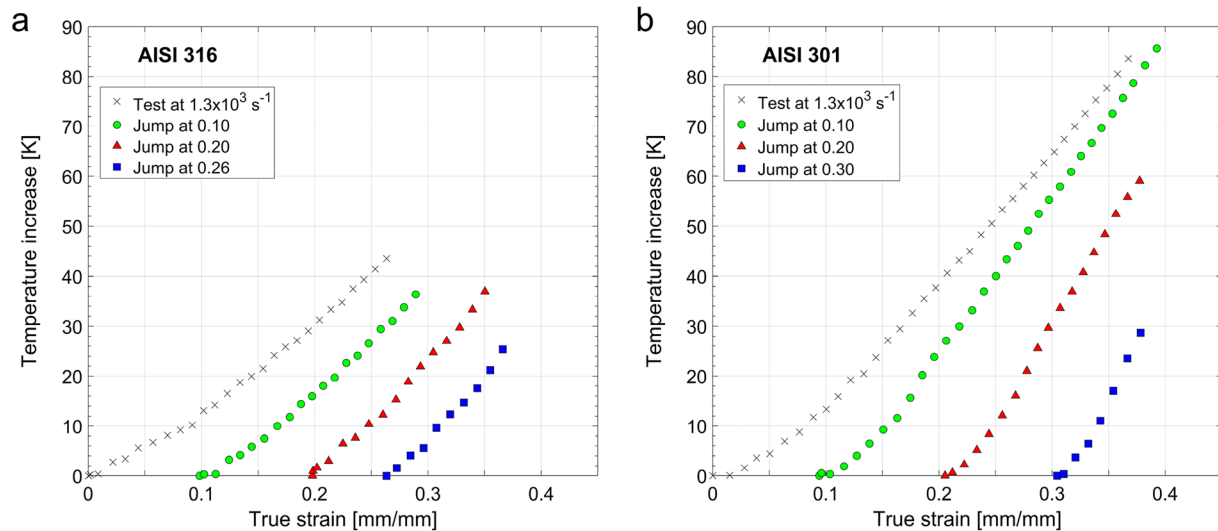 a
AISI 316
× Test at 1.3x10³ s⁻¹
Jump at 0.10
Jump at 0.20
Jump at 0.26
Temperature increase [K]
90
80
70
60
50
40
30
20
10
0
0 0.1 0.2 0.3 0.4
True strain [mm/mm]
b
AISI 301
× Test at 1.3x10³ s⁻¹
Jump at 0.10
Jump at 0.20
Jump at 0.30
Temperature increase [K]
90
80
70
60
50
40
30
20
10
0
0 0.1 0.2 0.3 0.4
True strain [mm/mm]